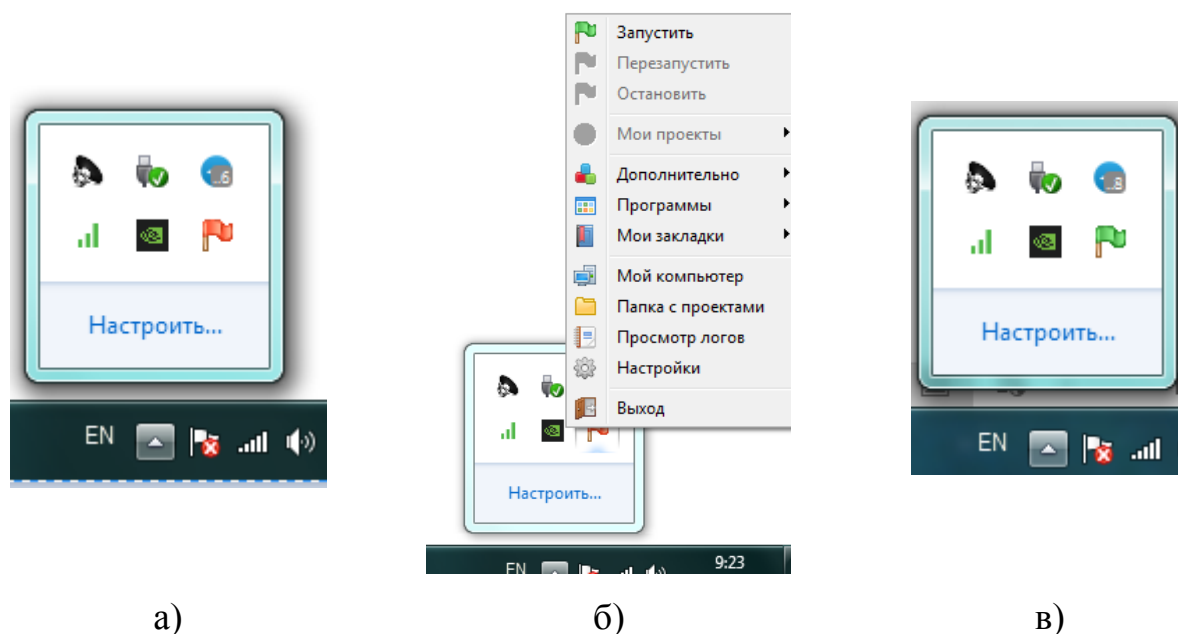 Настроить...
EN
а)
Запустить
Перезапустить
Остановить
Мои проекты
Дополнительно
Программы
Мои закладки
Мой компьютер
Папка с проектами
Просмотр логов
Настройки
Выход
Настроить...
EN 9:23
б)
..8
Настроить...
EN
в)